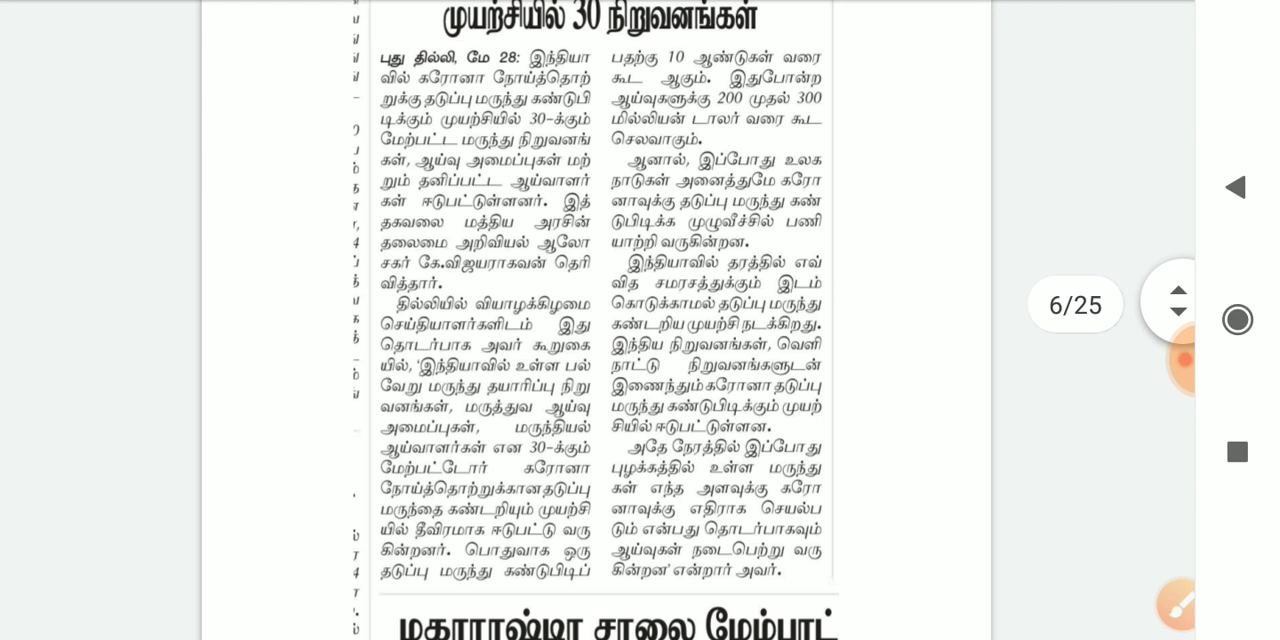 முயற்சியில் 30 நிறுவனங்கள்
புது தில்லி, மே 28: இந்தியா
வில் கரோனா நோய்த்தொற்
றுக்கு தடுப்பு மருந்து கண்டுபி
டிக்கும் முயற்சியில் 30-க்கும்
மேற்பட்ட மருந்து நிறுவனங்
கள், ஆய்வு அமைப்புகள் மற்
றும் தனிப்பட்ட ஆய்வாளர்
கள் ஈடுபட்டுள்ளனர். இத்
தகவலை மத்திய அரசின்
தலைமை அறிவியல் ஆலோ
சகர் கே.விஜயராகவன் தெரி
வித்தார்.
தில்லியில் வியாழக்கிழமை
செய்தியாளர்களிடம் இது
தொடர்பாக அவர் கூறுகை
யில், 'இந்தியாவில் உள்ள பல்
வேறு மருந்து தயாரிப்பு நிறு
வனங்கள், மருத்துவ ஆய்வு
அமைப்புகள், மருந்தியல்
ஆய்வாளர்கள் என 30-க்கும்
மேற்பட்டோர் கரோனா
நோய்த்தொற்றுக்கான தடுப்பு
மருந்தை கண்டறியும் முயற்சி
யில் தீவிரமாக ஈடுபட்டு வரு
கின்றனர். பொதுவாக ஒரு
தடுப்பு மருந்து கண்டுபிடிப்
பதற்கு 10 ஆண்டுகள் வரை
கூட ஆகும். இதுபோன்ற
ஆய்வுகளுக்கு 200 முதல் 300
மில்லியன் டாலர் வரை கூட
செலவாகும்.
ஆனால், இப்போது உலக
நாடுகள் அனைத்துமே கரோ
னாவுக்கு தடுப்பு மருந்து கண்
டுபிடிக்க முழுவீச்சில் பணி
யாற்றி வருகின்றன.
இந்தியாவில் தரத்தில் எவ்
வித சமரசத்துக்கும் இடம்
கொடுக்காமல் தடுப்பு மருந்து
கண்டறிய முயற்சி நடக்கிறது.
இந்திய நிறுவனங்கள், வெளி
நாட்டு நிறுவனங்களுடன்
இணைந்தும் கரோனா தடுப்பு
மருந்து கண்டுபிடிக்கும் முயற்
சியில் ஈடுபட்டுள்ளன.
அதே நேரத்தில் இப்போது
புழக்கத்தில் உள்ள மருந்து
கள் எந்த அளவுக்கு கரோ
னாவுக்கு எதிராக செயல்ப
டும் என்பது தொடர்பாகவும்
ஆய்வுகள் நடைபெற்று வரு
கின்றன' என்றார் அவர்.
மகாராஷ்டிர சாலை மேம்பாட்
6/25